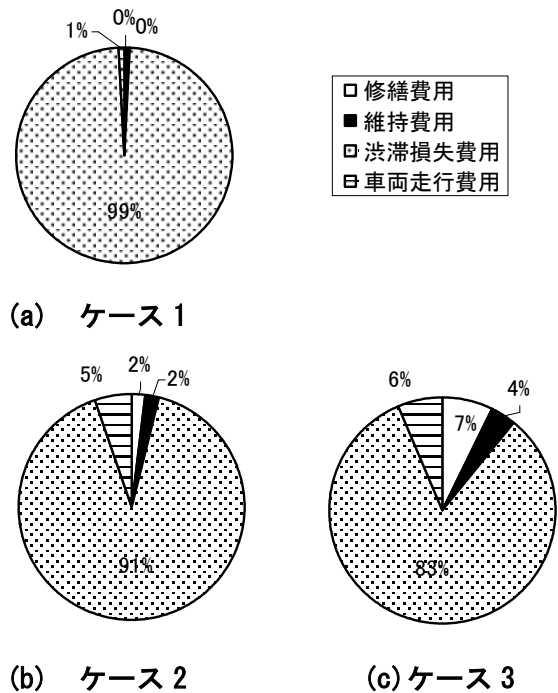 0%
1%
0%
99%
□ 修繕費用
■ 維持費用
渋滞損失費用
車両走行費用
(a) ケース 1
5%
2%
2%
91%
6%
4%
7%
83%
(b) ケース 2
(c) ケース 3